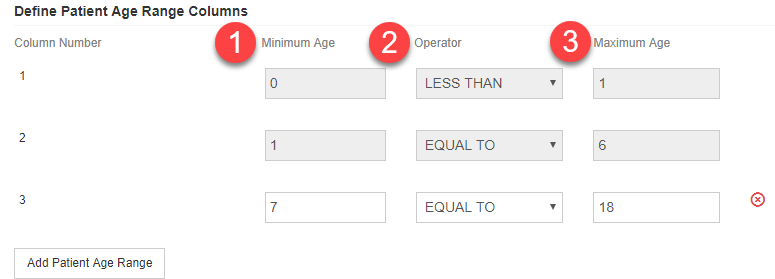 Define Patient Age Range Columns
Column Number 1 Minimum Age 2 Operator 3 Maximum Age
1 0 LESS THAN 1
2 1 EQUAL TO 6
3 7 EQUAL TO 18
Add Patient Age Range